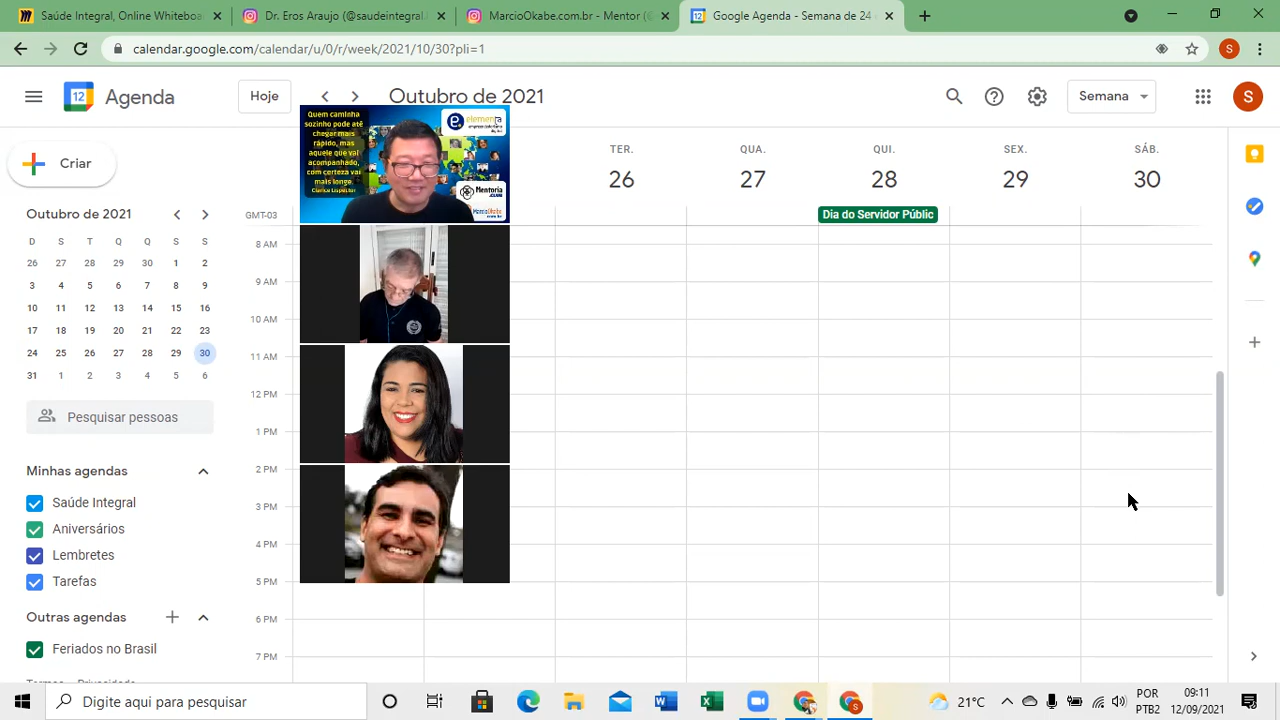 Saúde Integral, Online Whiteboa
Dr. Eros Araujo (@saudeintegral
MarcioOkabe.com.br - Mentor (
Google Agenda - Semana de 24
calendar.google.com/calendar/u/0/r/week/2021/10/30?pli=1
S
12
Agenda
Hoje
Outubro de 2021
Semana
S
Criar
Outubro de 2021
D S T Q Q S S
26 27 28 29 30 1 2
3 4 5 6 7 8 9
10 11 12 13 14 15 16
17 18 19 20 21 22 23
24 25 26 27 28 29 30
31 1 2 3 4 5 6
Pesquisar pessoas
Minhas agendas
Saúde Integral
Aniversários
Lembretes
Tarefas
Outras agendas
Feriados no Brasil
Termos - Privacidade
Quem caminha
sozinho pode até
chegar mais
rápido, mas
aquele que vai
acompanhado,
com certeza vai
mais longe.
Clarice Lispector
elementa
Mentoria
MarcioOkabe
TER. QUA. QUI. SEX. SÁB.
26 27 28 29 30
GMT-03
Dia do Servidor Públic
8 AM
9 AM
10 AM
11 AM
12 PM
1 PM
2 PM
3 PM
4 PM
5 PM
6 PM
7 PM
Digite aqui para pesquisar
21°C
POR
PTB2
09:11
12/09/2021